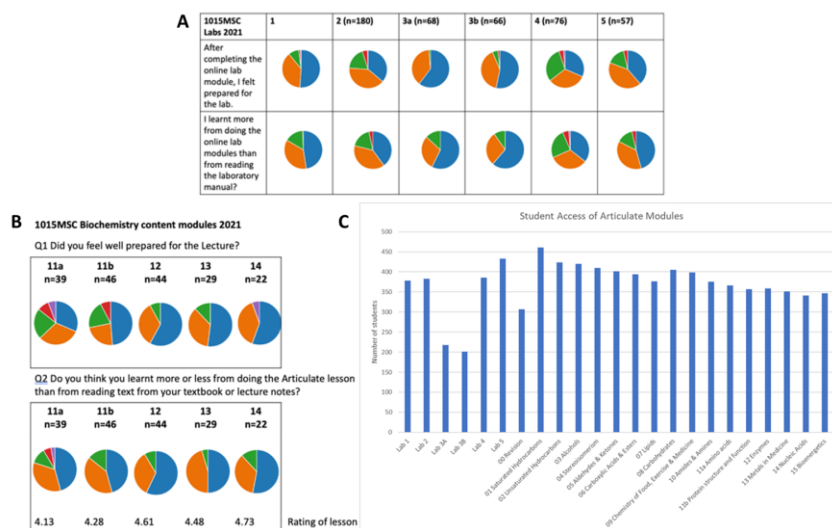 A
1015MSC Labs 2021
1
2 (n=180)
3a (n=68)
3b (n=66)
4 (n=76)
5 (n=57)
After
completing the
online lab
module, I felt
prepared for
the lab.
I learnt more
from doing the
online lab
modules than
from reading
the laboratory
manual?
B
1015MSC Biochemistry content modules 2021
Q1 Did you feel well prepared for the Lecture?
11a 11b 12 13 14
n=39 n=46 n=44 n=29 n=22
Q2 Do you think you learnt more or less from doing the Articulate lesson
than from reading text from your textbook or lecture notes?
11a 11b 12 13 14
n=39 n=46 n=44 n=29 n=22
4.13 4.28 4.61 4.48 4.73 Rating of lesson
C
Student Access of Articulate Modules
Number of students
500
450
400
350
300
250
200
150
100
50
0
Lab 1
Lab 2
Lab 3A
Lab 3B
Lab 4
Lab 5
00 Revision
01 Saturated Hydrocarbons
02 Unsaturated Hydrocarbons
03 Alcohols
04 Stereoisomerism
05 Aldehydes & Ketones
06 Carboxylic Acids & Esters
07 Lipids
08 Carbohydrates
09 Chemistry of Food, Exercise & Medicine
10 Amides & Amines
11a Amino acids
11b Protein structure and function
12 Enzymes
13 Metals in Medicine
14 Nucleic Acids
15 Bioenergetics